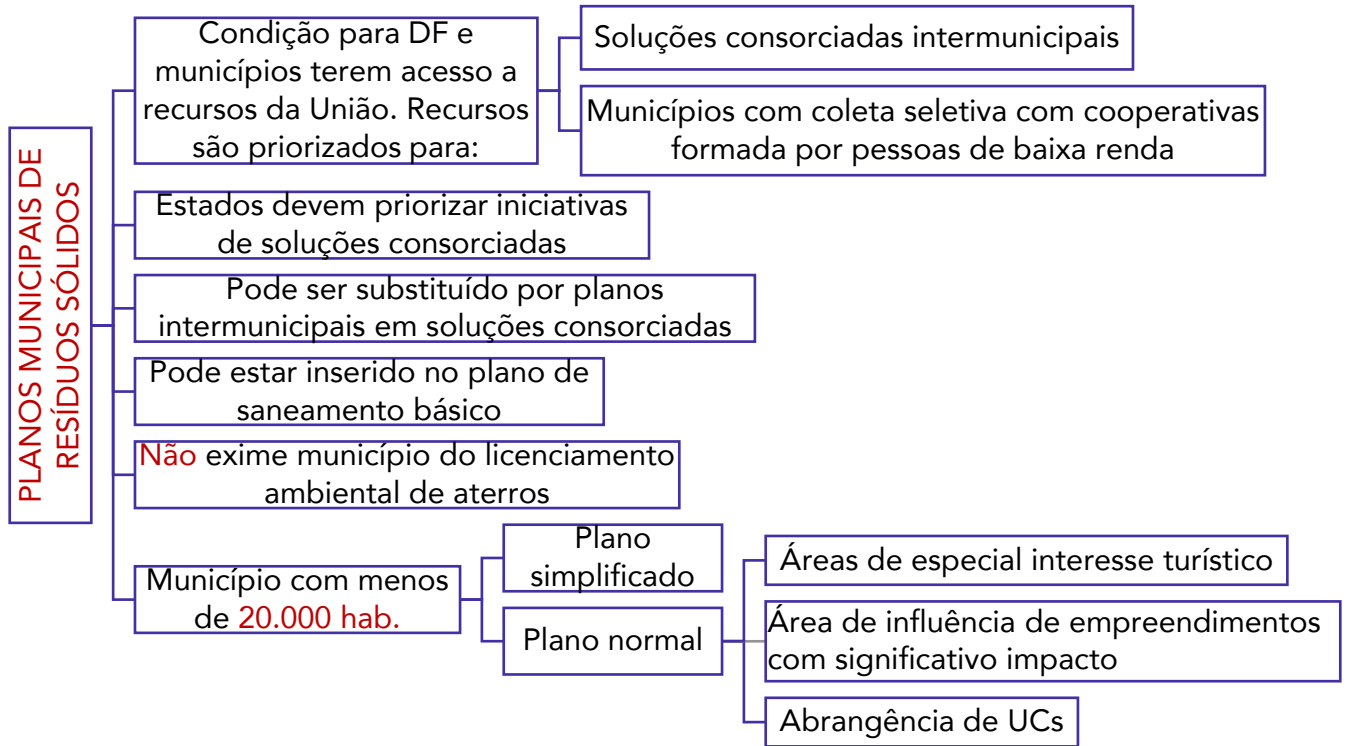 PLANOS MUNICIPAIS DE
RESÍDUOS SÓLIDOS
Condição para DF e
municípios terem acesso a
recursos da União. Recursos
são priorizados para:
Soluções consorciadas intermunicipais
Municípios com coleta seletiva com cooperativas
formada por pessoas de baixa renda
Estados devem priorizar iniciativas
de soluções consorciadas
Pode ser substituído por planos
intermunicipais em soluções consorciadas
Pode estar inserido no plano de
saneamento básico
Não exime município do licenciamento
ambiental de aterros
Município com menos
de 20.000 hab.
Plano
simplificado
Plano normal
Áreas de especial interesse turístico
Área de influência de empreendimentos
com significativo impacto
Abrangência de UCs